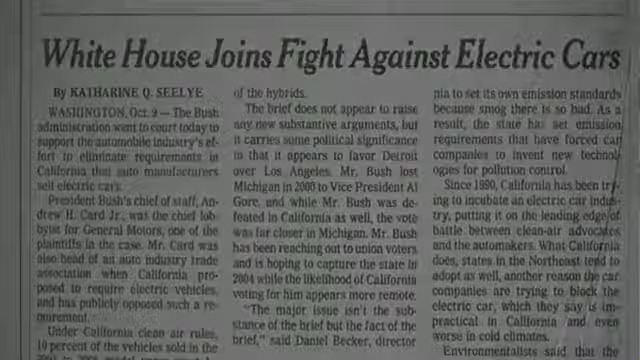 White House Joins Fight Against Electric Cars
By KATHARINE Q. SEELYE
WASHINGTON, Oct. 9 — The Bush
administration went to court today to
support the automobile industry's ef-
fort to eliminate requirements in
California that auto manufacturers
sell electric cars.
President Bush's chief of staff, An-
drew H. Card Jr., was the chief lob-
byist for General Motors, one of the
plaintiffs in the case. Mr. Card was
also head of an auto industry trade
association when California pro-
posed to require electric vehicles,
and has publicly opposed such a re-
quirement.
Under California clean air rules,
10 percent of the vehicles sold in the
of the hybrids.
The brief does not appear to raise
any new substantive arguments, but
it carries some political significance
in that it appears to favor Detroit
over Los Angeles. Mr. Bush lost
Michigan in 2000 to Vice President Al
Gore, and while Mr. Bush was de-
feated in California as well, the vote
was far closer in Michigan. Mr. Bush
has been reaching out to union voters
and is hoping to capture the state in
2004 while the likelihood of California
voting for him appears more remote.
"The major issue isn't the sub-
stance of the brief but the fact of the
brief," said Daniel Becker, director
nia to set its own emission standards
because smog there is so bad. As a
result, the state has set emission
requirements that have forced car
companies to invent new technol-
ogies for pollution control.
Since 1990, California has been try-
ing to incubate an electric car indus-
try, putting it on the leading edge of
battle between clean-air advocates
and the automakers. What California
does, states in the Northeast tend to
adopt as well, another reason the car
companies are trying to block the
electric car, which they say is im-
practical in California and even
worse in cold climates.
Environmentalists said that the